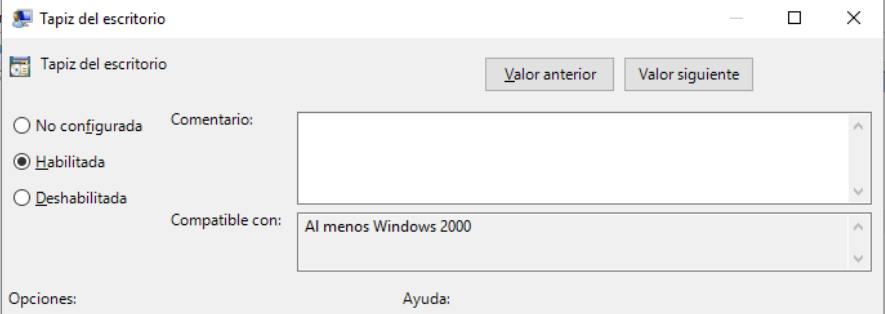 Tapiz del escritorio
Tapiz del escritorio
Valor anterior
Valor siguiente
No configurada
Comentario:
Habilitada
Deshabilitada
Compatible con:
Al menos Windows 2000
Opciones:
Ayuda: